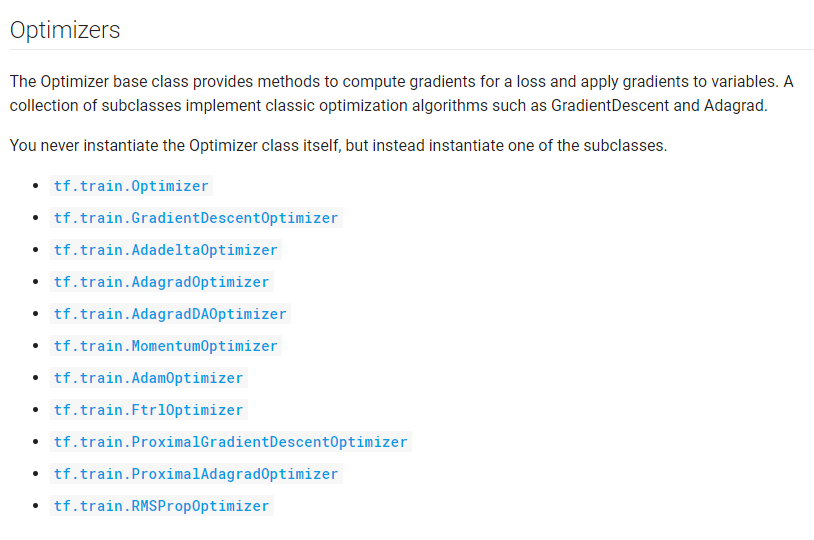 Optimizers
The Optimizer base class provides methods to compute gradients for a loss and apply gradients to variables. A
collection of subclasses implement classic optimization algorithms such as GradientDescent and Adagrad.
You never instantiate the Optimizer class itself, but instead instantiate one of the subclasses.
• tf.train.Optimizer
• tf.train.GradientDescentOptimizer
• tf.train.AdadeltaOptimizer
• tf.train.AdagradOptimizer
• tf.train.AdagradDAOptimizer
• tf.train.MomentumOptimizer
• tf.train.AdamOptimizer
• tf.train.FtrlOptimizer
• tf.train.ProximalGradientDescentOptimizer
• tf.train.ProximalAdagradOptimizer
• tf.train.RMSPropOptimizer